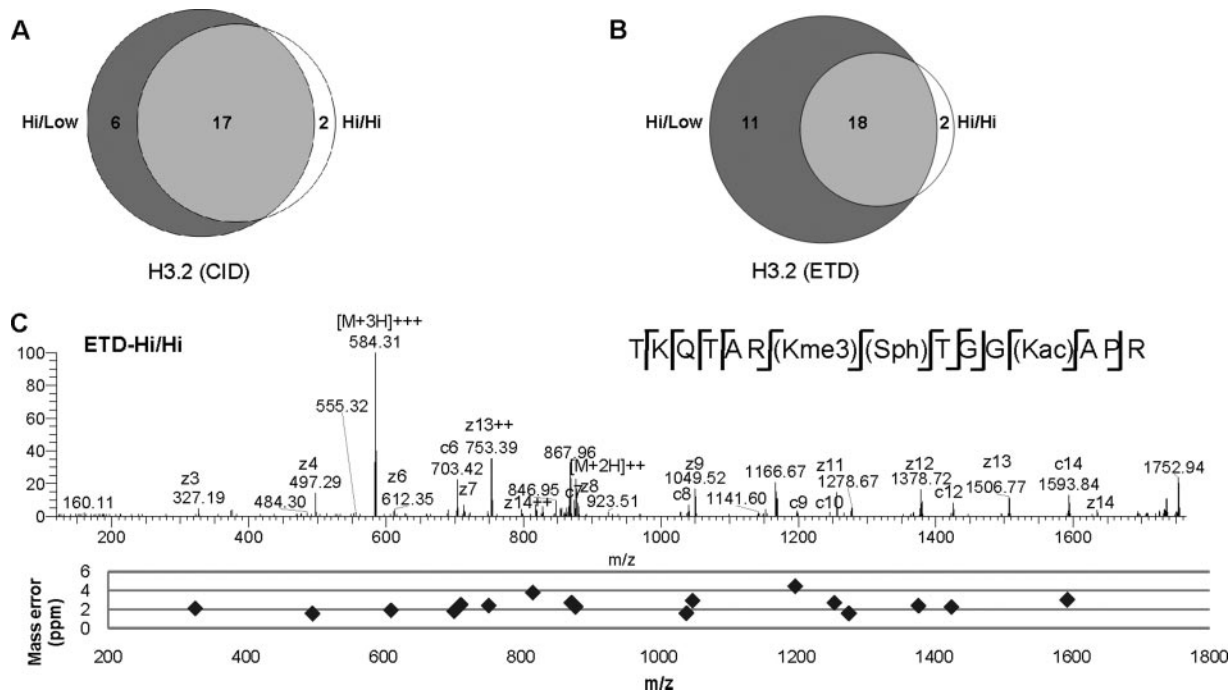 A
B
Hi/Low
6
17
2
Hi/Hi
Hi/Low
11
18
2
Hi/Hi
H3.2 (CID)
H3.2 (ETD)
C
ETD-Hi/Hi
[M+3H]+++
584.31
TKQTAR(Kme3)(Sph)TGG(Kac)APR
100
80
60
40
20
0
160.11
z3
327.19
484.30
z4
497.29
555.32
z6
612.35
c6
703.42
z7
z13++
753.39
z14++
846.95
867.96
c7
[M+2H]++
z8
923.51
z9
1049.52
c8
1141.60
1166.67
c9
c10
z11
1278.67
z12
1378.72
c12
z13
1506.77
c14
1593.84
z14
1752.94
200 400 600 800 1000 1200 1400 1600
m/z
Mass error
(ppm)
6
4
2
0
200 400 600 800 1000 1200 1400 1600 1800
m/z